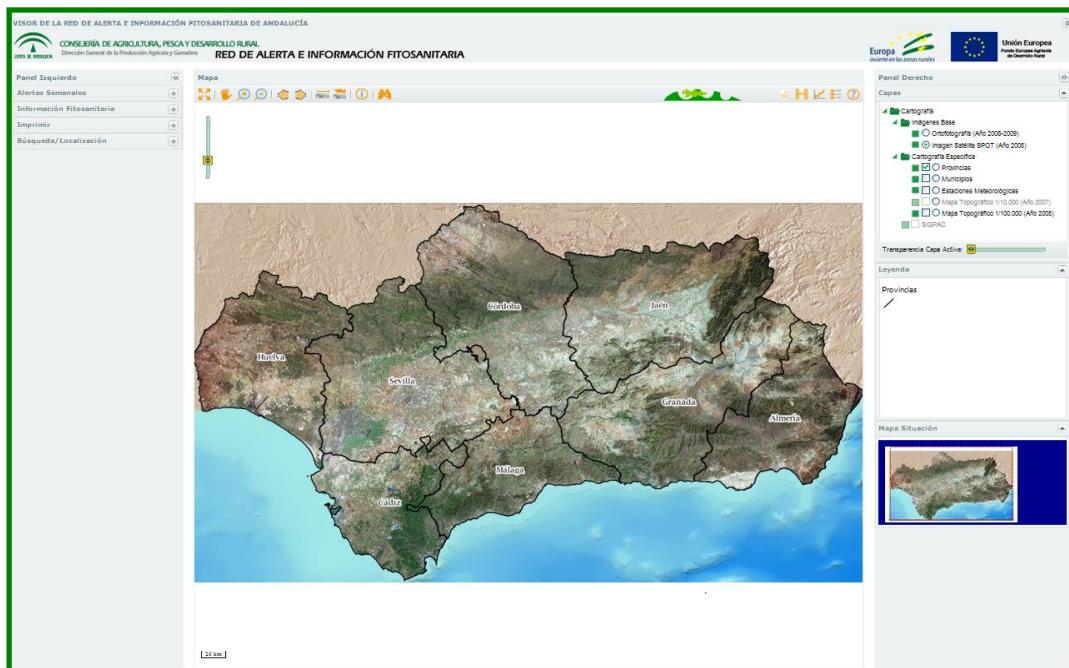 VISOR DE LA RED DE ALERTA E INFORMACIÓN FITOSANITARIA DE ANDALUCÍA
JUNTA DE ANDALUCIA
CONSEJERÍA DE AGRICULTURA, PESCA Y DESARROLLO RURAL
Dirección General de la Producción Agrícola y Ganadera
RED DE ALERTA E INFORMACIÓN FITOSANITARIA
Europa
invierte en las zonas rurales
Unión Europea
Fondo Europeo Agrícola
de Desarrollo Rural
Panel Izquierdo
Alertas Semanales
Información Fitosanitaria
Imprimir
Búsqueda/Localización
Mapa
Córdoba
Jaén
Huelva
Sevilla
Granada
Almería
Málaga
Cádiz
20 km
Panel Derecho
Capas
Cartografía
Imágenes Base
Ortofotografía (Año 2008-2009)
Imagen Satélite SPOT (Año 2005)
Cartografía Específica
Provincias
Municipios
Estaciones Meteorológicas
Mapa Topográfico 1/10.000 (Año 2007)
Mapa Topográfico 1/100.000 (Año 2005)
SIGPAC
Transparencia Capa Activa:
Leyenda
Provincias
Mapa Situación